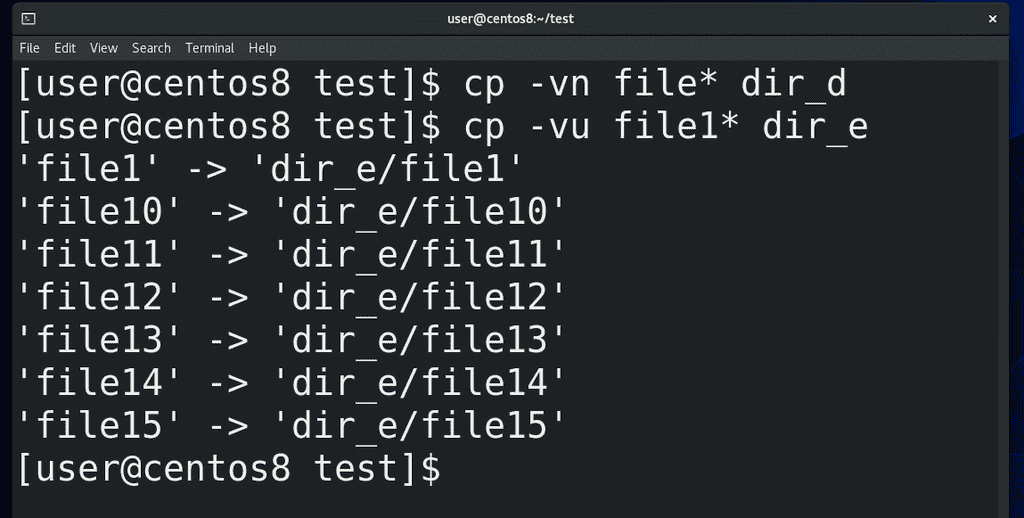 user@centos8:~/test
×
File Edit View Search Terminal Help
[user@centos8 test]$ cp -vn file* dir_d
[user@centos8 test]$ cp -vu file1* dir_e
'file1' -> 'dir_e/file1'
'file10' -> 'dir_e/file10'
'file11' -> 'dir_e/file11'
'file12' -> 'dir_e/file12'
'file13' -> 'dir_e/file13'
'file14' -> 'dir_e/file14'
'file15' -> 'dir_e/file15'
[user@centos8 test]$